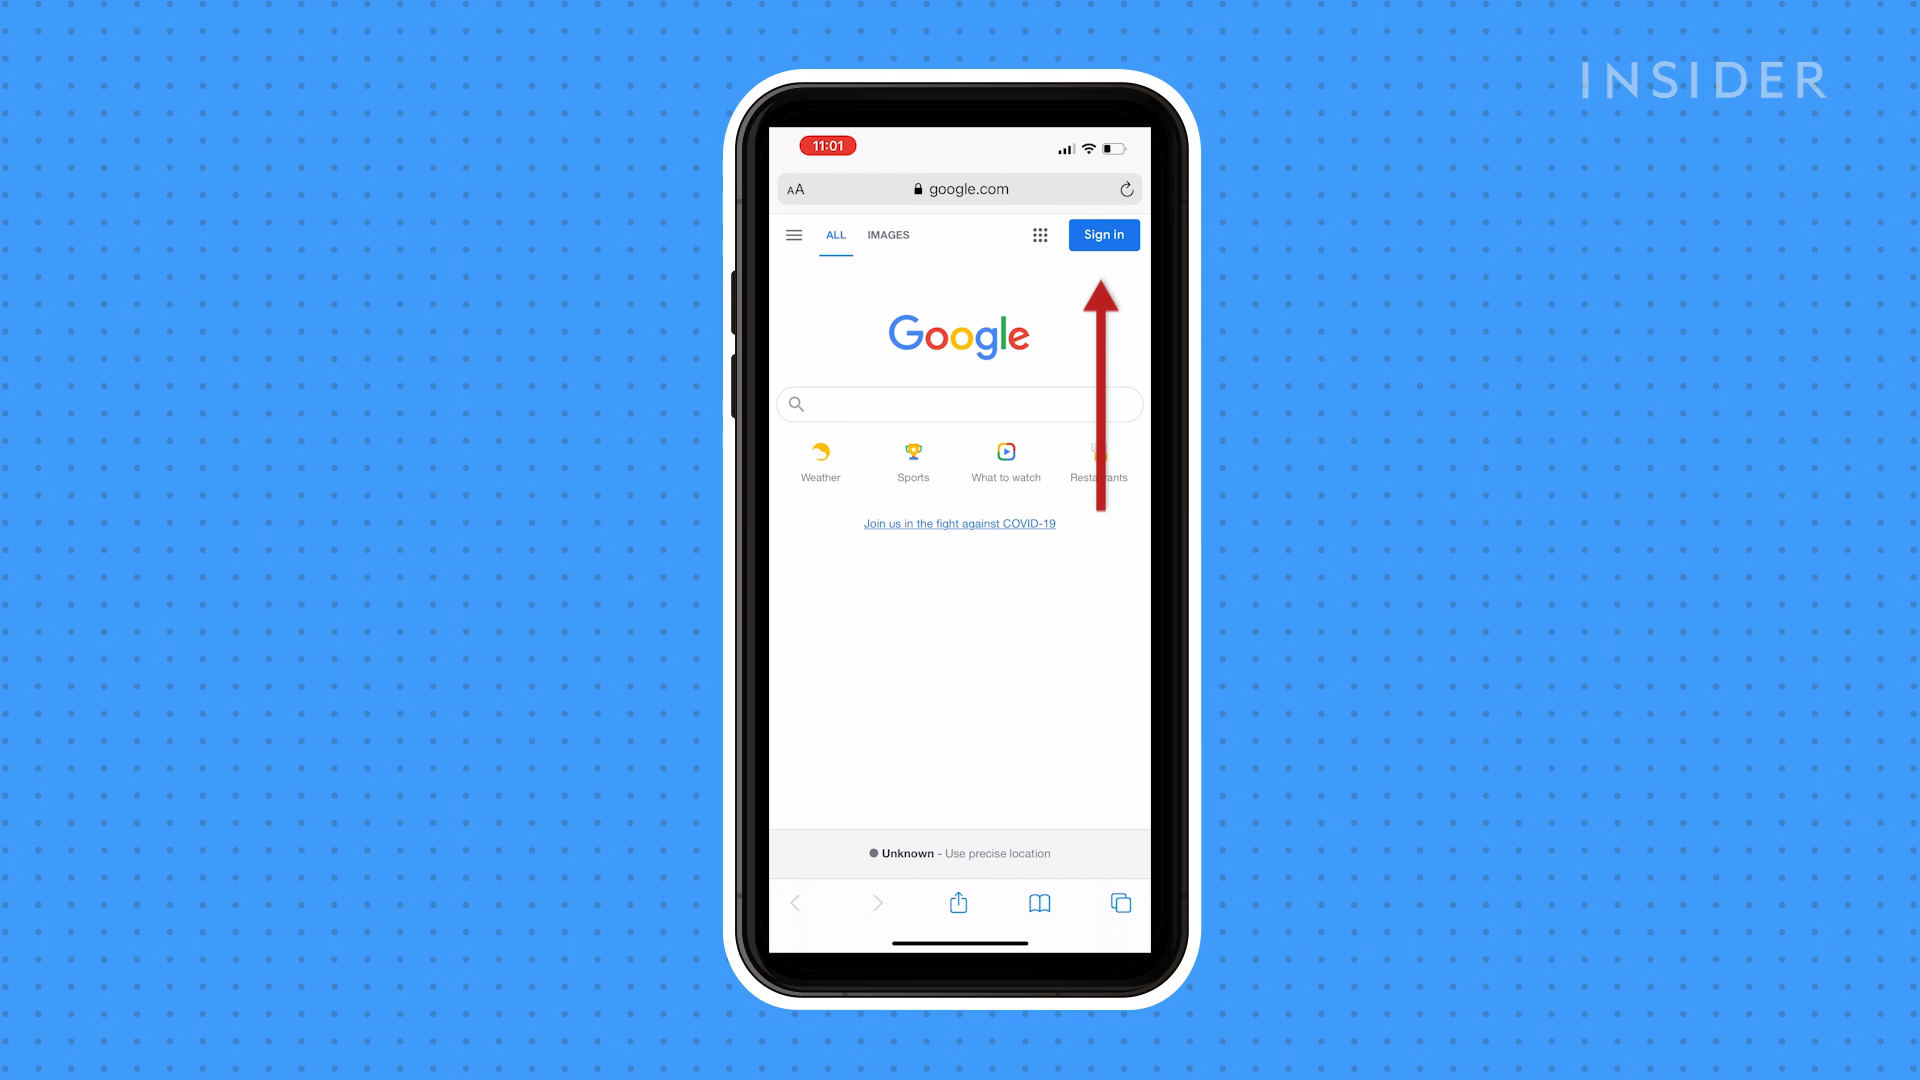 INSIDER
11:01
AA
google.com
ALL IMAGES
Sign in
Google
Weather
Sports
What to watch
Restaurants
Join us in the fight against COVID-19
Unknown - Use precise location